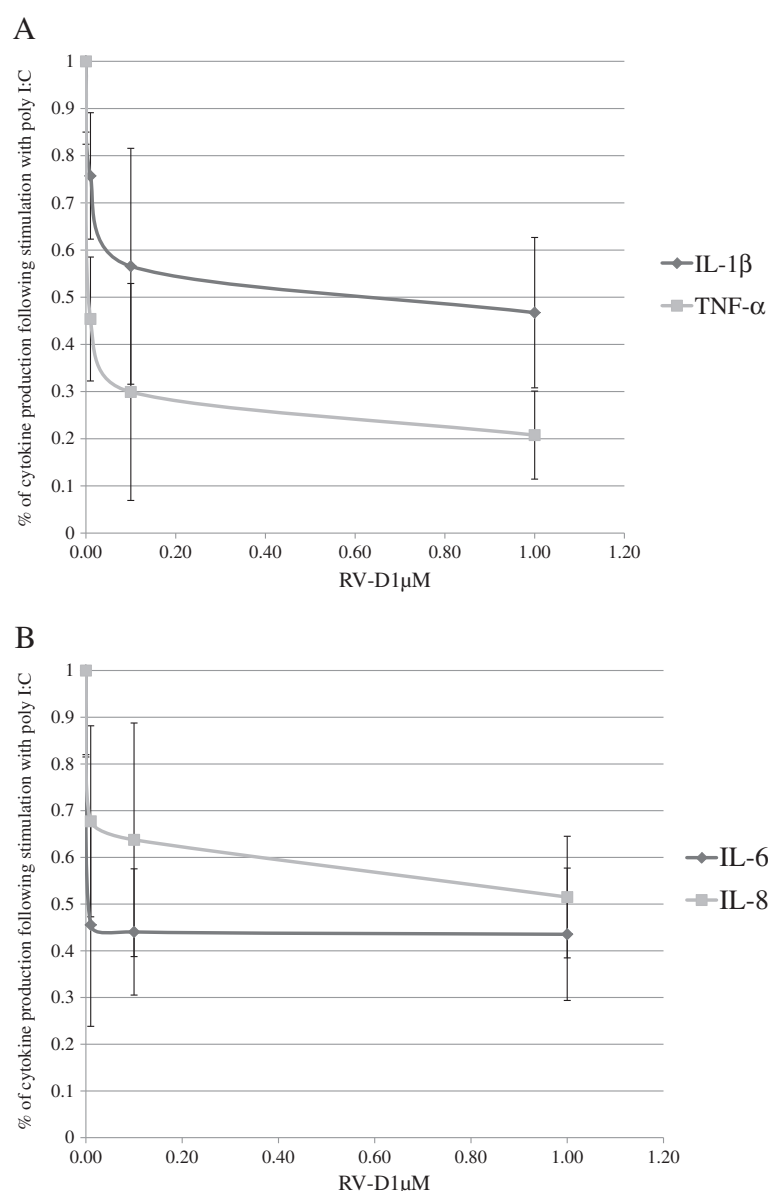 A
% of cytokine production following stimulation with poly I:C
1
0.9
0.8
0.7
0.6
0.5
0.4
0.3
0.2
0.1
0
0.00 0.20 0.40 0.60 0.80 1.00 1.20
RV-D1μM
IL-1β
TNF-α
B
% of cytokine production following stimulation with poly I:C
1
0.9
0.8
0.7
0.6
0.5
0.4
0.3
0.2
0.1
0
0.00 0.20 0.40 0.60 0.80 1.00 1.20
RV-D1μM
IL-6
IL-8